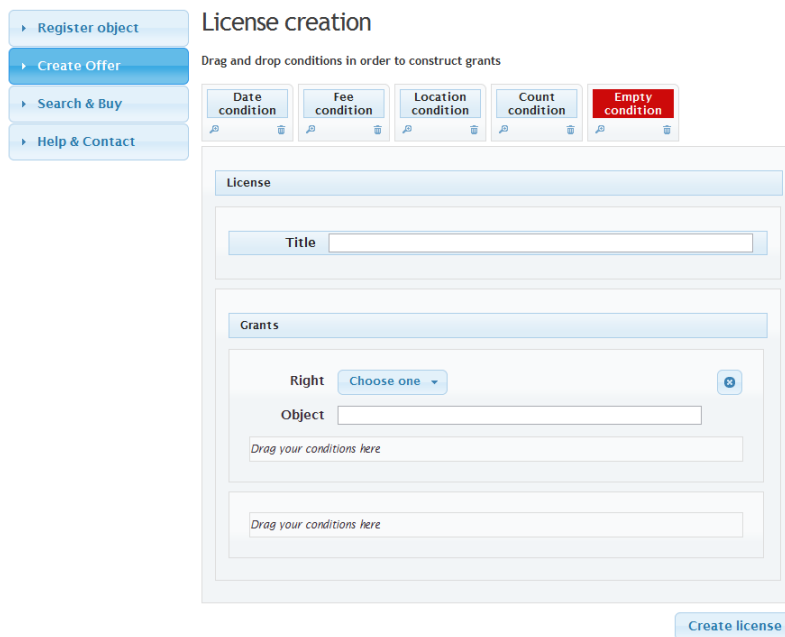 Register object
Create Offer
Search & Buy
Help & Contact
License creation
Drag and drop conditions in order to construct grants
Date
condition
Fee
condition
Location
condition
Count
condition
Empty
condition
License
Title
Grants
Right
Choose one
Object
Drag your conditions here
Drag your conditions here
Create license